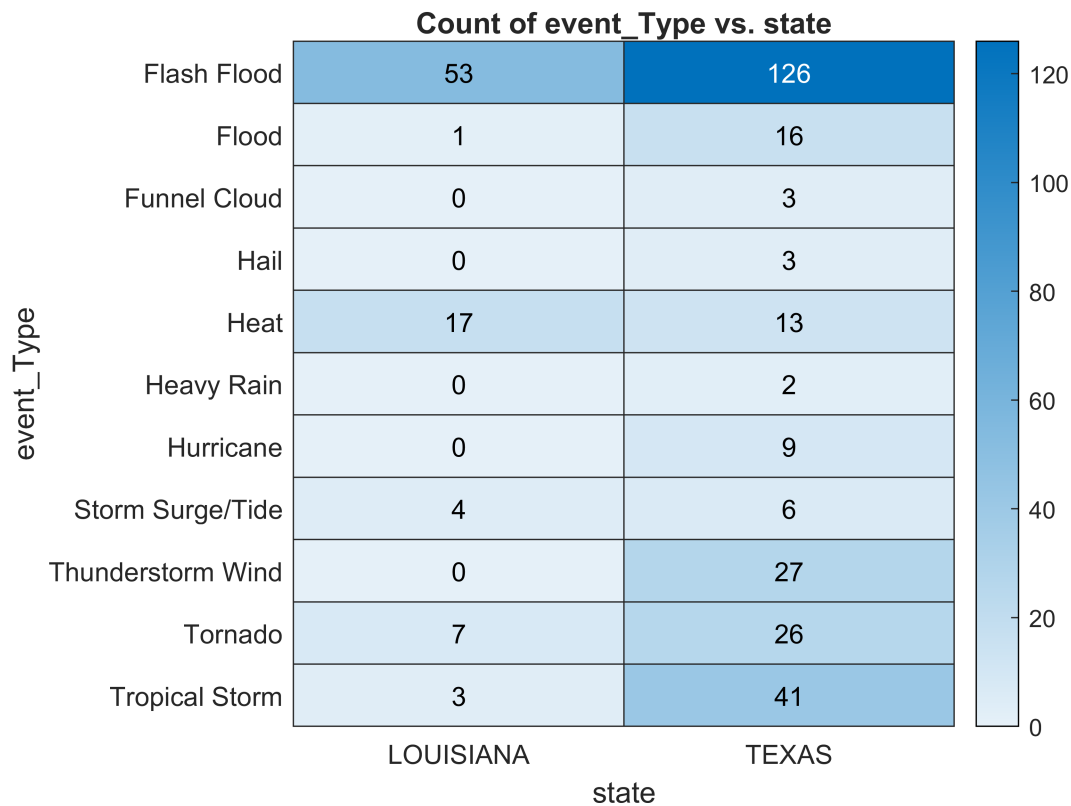 Count of event_Type vs. state
Flash Flood 53 126
Flood 1 16
Funnel Cloud 0 3
Hail 0 3
Heat 17 13
Heavy Rain 0 2
Hurricane 0 9
Storm Surge/Tide 4 6
Thunderstorm Wind 0 27
Tornado 7 26
Tropical Storm 3 41
LOUISIANA TEXAS
state
event_Type
120
100
80
60
40
20
0